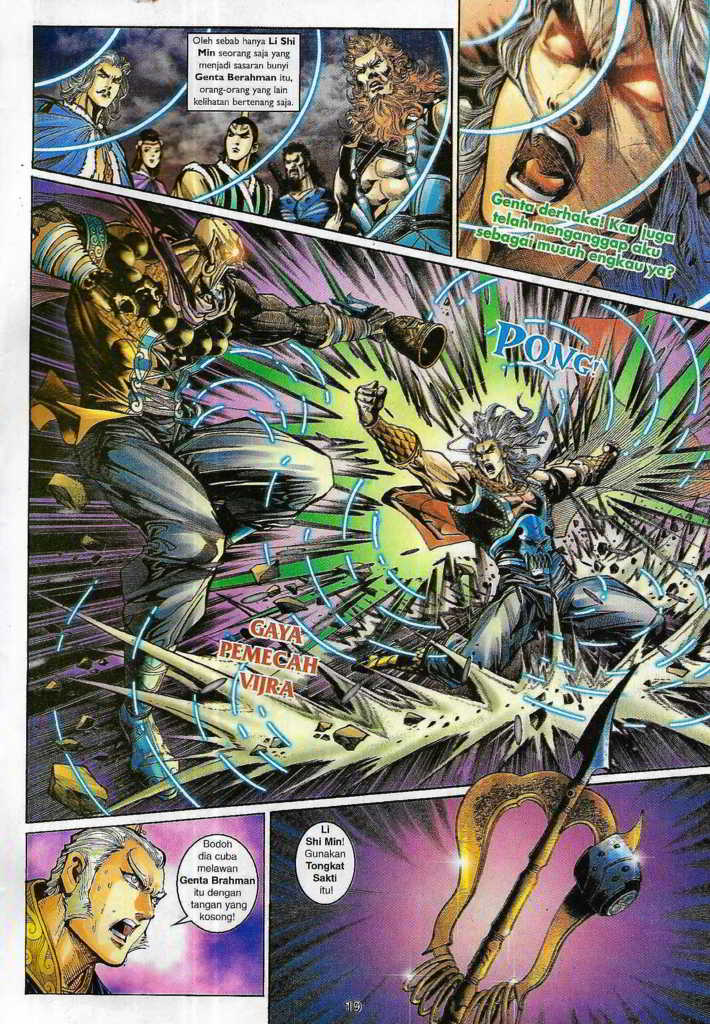 Oleh sebab hanya Li Shi
Min seorang saja yang
menjadi sasaran bunyi
Genta Berahman itu,
orang-orang yang lain
kelihatan bertenang saja.
Genta derhaka! Kau juga
telah menganggap aku
sebagai musuh engkau ya?
PONG!
GAYA
PEMECAH
VIJRA
Bodoh
dia cuba
melawan
Genta Brahman
itu dengan
tangan yang
kosong!
Li
Shi Min!
Gunakan
Tongkat
Sakti
itu!
19